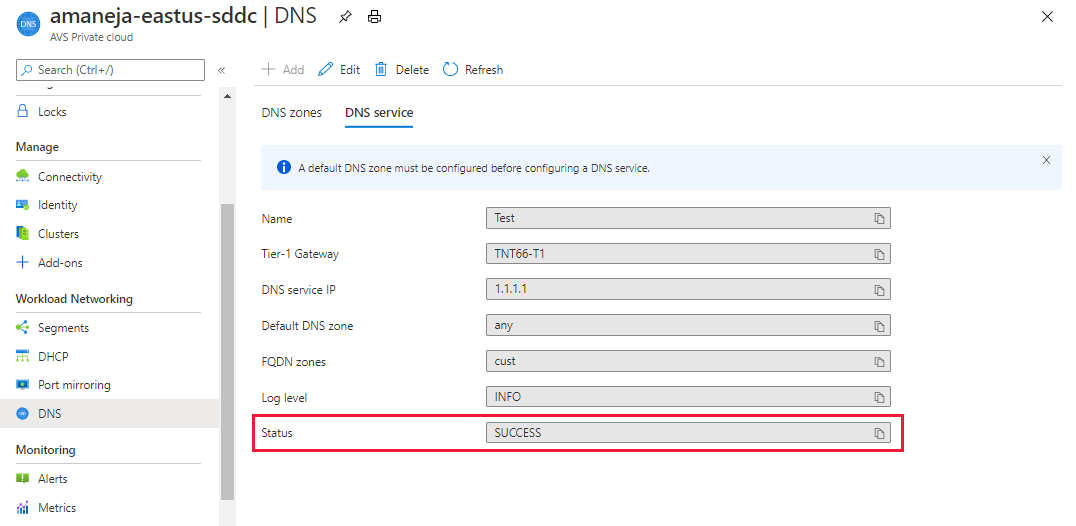 amaneja-eastus-sddc | DNS
DNS
AVS Private cloud
Search (Ctrl+/)
«
Locks
Manage
Connectivity
Identity
Clusters
Add-ons
Workload Networking
Segments
DHCP
Port mirroring
DNS
Monitoring
Alerts
Metrics
Add
Edit
Delete
Refresh
DNS zones
DNS service
A default DNS zone must be configured before configuring a DNS service.
Name
Test
Tier-1 Gateway
TNT66-T1
DNS service IP
1.1.1.1
Default DNS zone
any
FQDN zones
cust
Log level
INFO
Status
SUCCESS